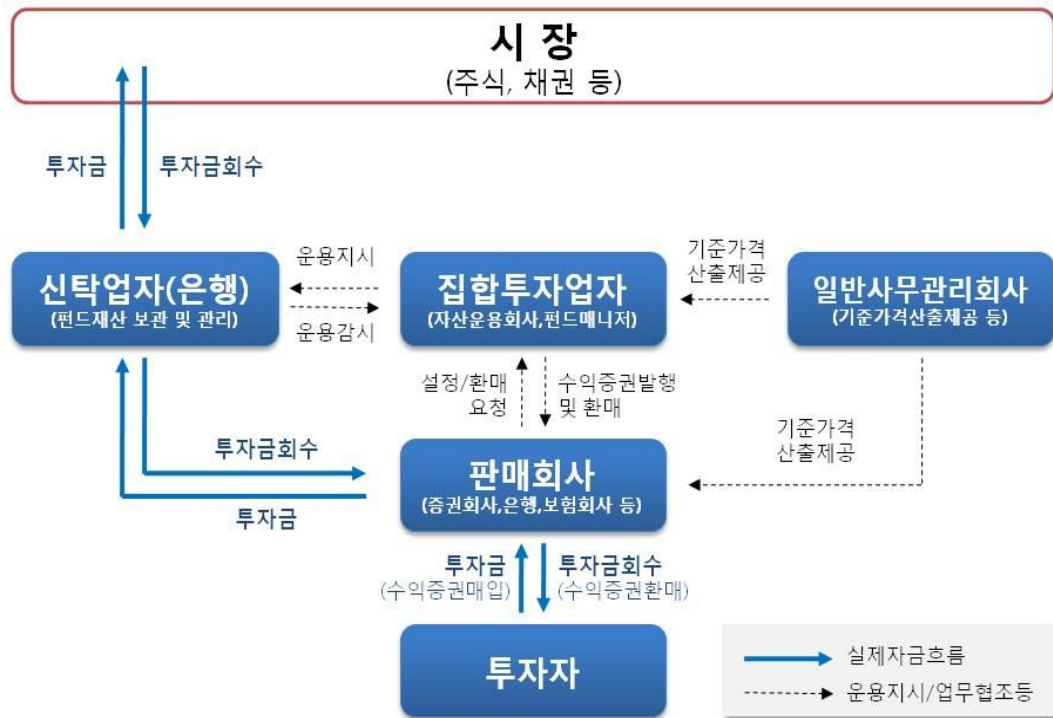 시 장
(주식, 채권 등)
투자금
투자금회수
신탁업자(은행)
(펀드재산 보관 및 관리)
운용지시
운용감시
집합투자업자
(자산운용회사,펀드매니저)
기준가격
산출제공
일반사무관리회사
(기준가격산출제공 등)
설정/환매
요청
수익증권발행
및 환매
기준가격
산출제공
투자금회수
투자금
판매회사
(증권회사,은행,보험회사 등)
투자금
(수익증권매입)
투자금회수
(수익증권환매)
투자자
실제자금흐름
운용지시/업무협조등